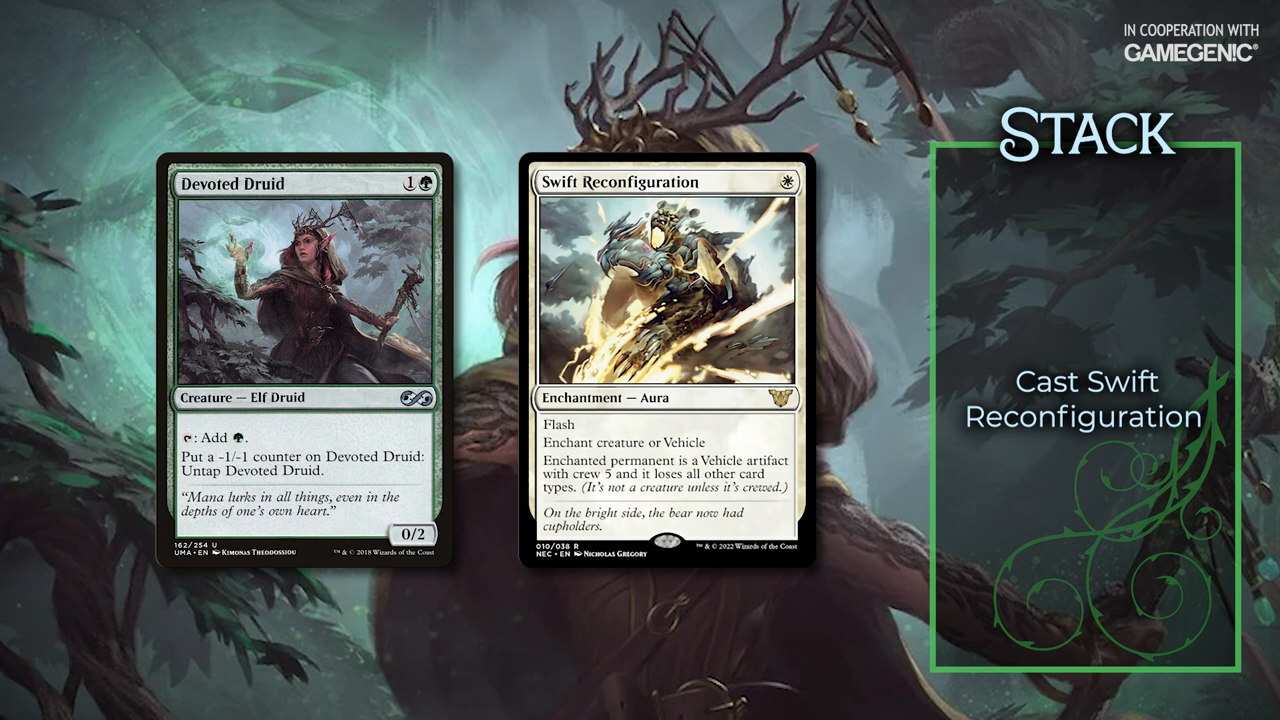 IN COOPERATION WITH
GAMEGEN!C®
STACK
Cast Swift
Reconfiguration
Devoted Druid
1
Creature — Elf Druid
: Add .
Put a -1/-1 counter on Devoted Druid:
Untap Devoted Druid.
“Mana lurks in all things, even in the
depths of one’s own heart.”
0/2
162/254 U
UMA • EN KIMONAS THEODOSSIOU
™ & © 2018 Wizards of the Coast
Swift Reconfiguration
Enchantment — Aura
Flash
Enchant creature or Vehicle
Enchanted permanent is a Vehicle artifact
with crew 5 and it loses all other card
types. (It’s not a creature unless it’s crewed.)
On the bright side, the bear now had
cupholders.
010/038 R
NEC • EN NICHOLAS GREGORY
™ & © 2022 Wizards of the Coast